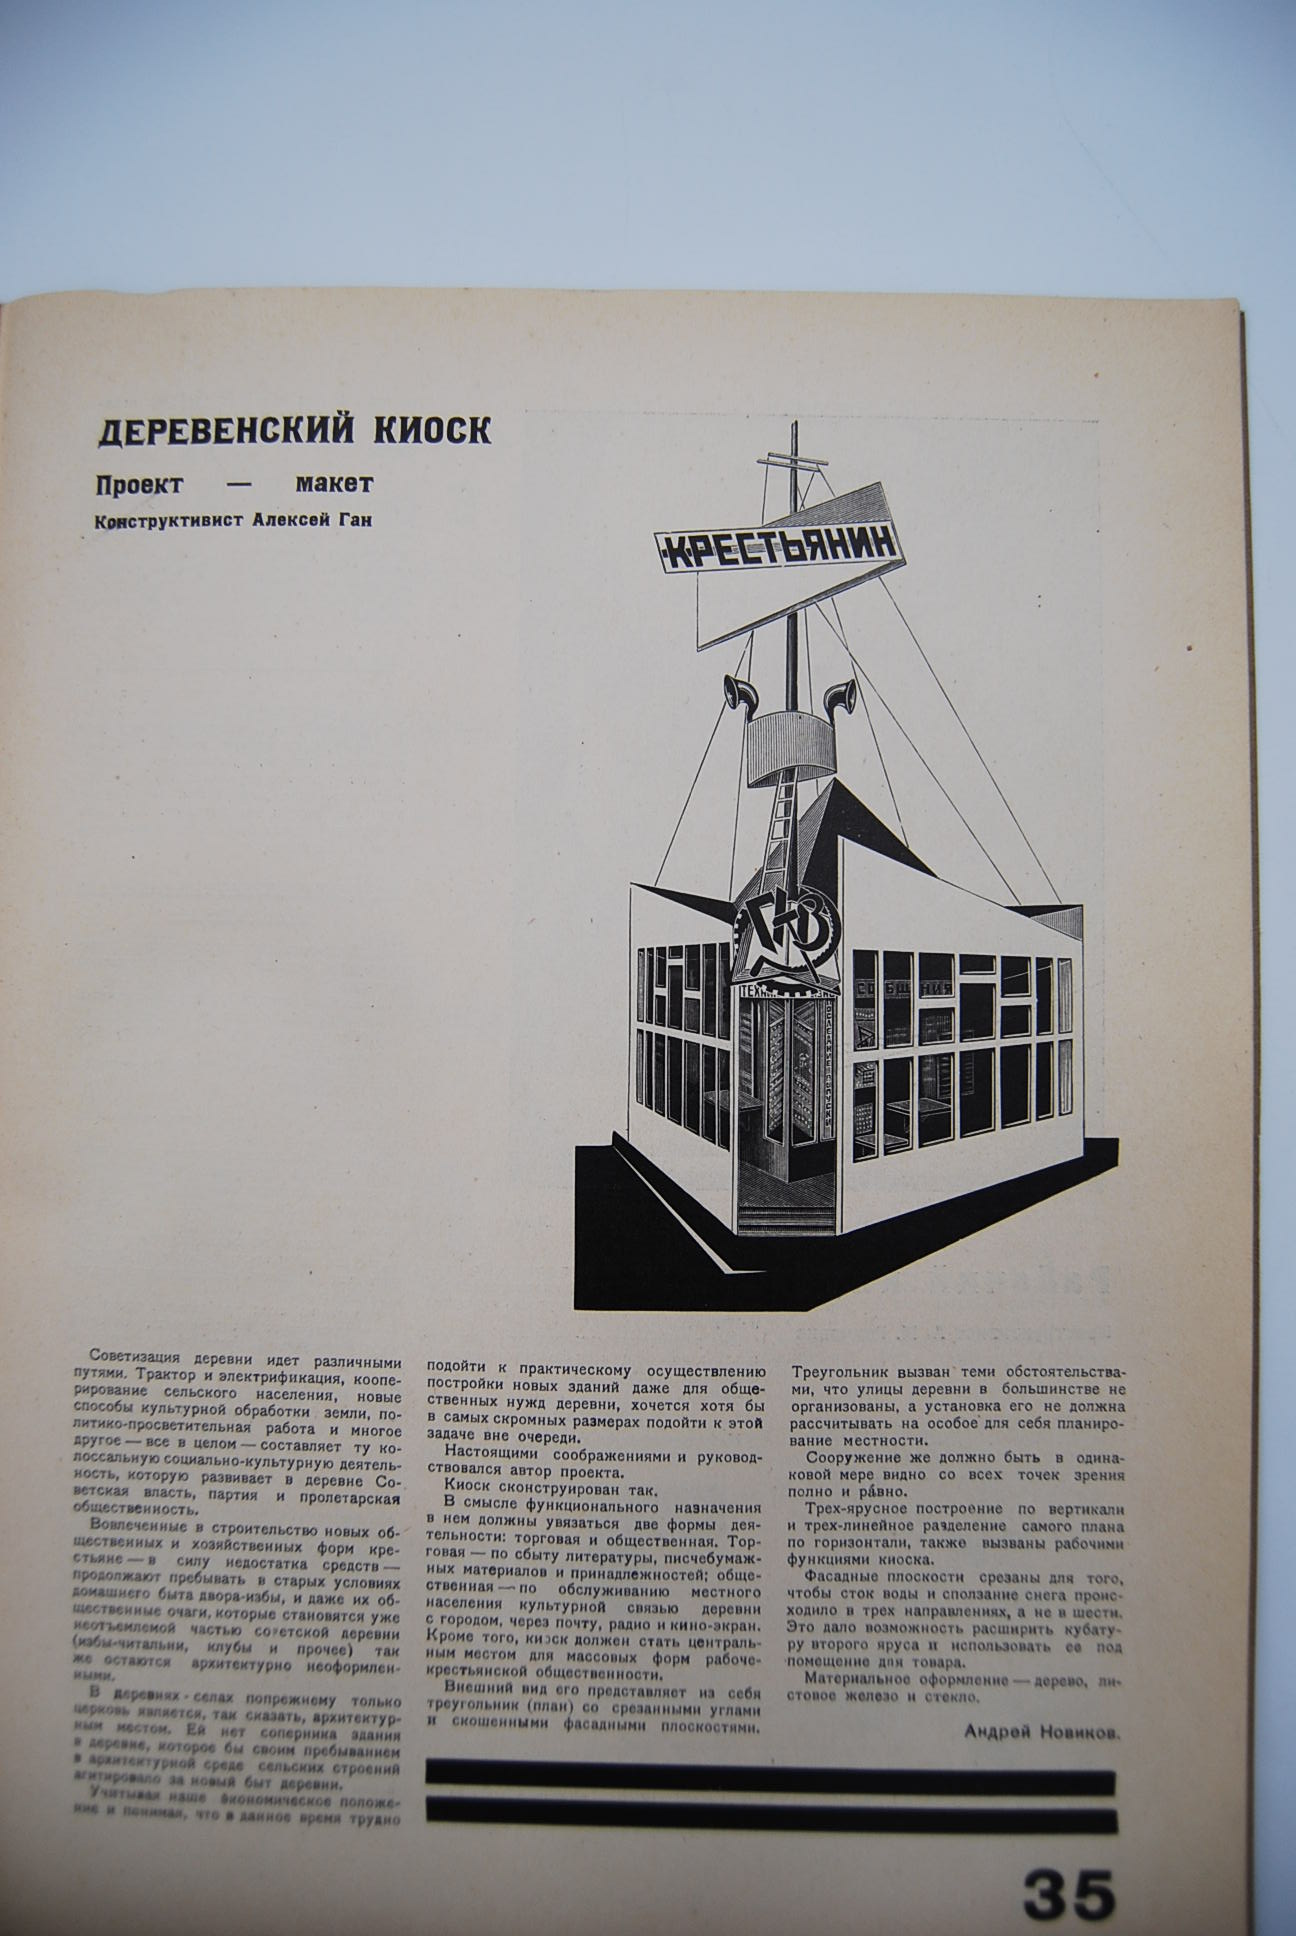 ДЕРЕВЕНСКИЙ КИОСК
Проект — макет
Конструктивист Алексей Ган
·КРЕСТЬЯНИН
ГКВ
ТЕХН
СО БЩ НИЯ
Советизация деревни идет различными
путями. Трактор и электрификация, коопе-
рирование сельского населения, новые
способы культурной обработки земли, по-
литико-просветительная работа и многое
другое — все в целом — составляет ту ко-
лоссальную социально-культурную деятель-
ность, которую развивает в деревне Со-
ветская власть, партия и пролетарская
общественность.
Вовлеченные в строительство новых об-
щественных и хозяйственных форм кре-
стьяне — в силу недостатка средств —
продолжают пребывать в старых условиях
домашнего быта двора-избы, и даже их об-
щественные очаги, которые становятся уже
неотъемлемой частью советской деревни
(избы-читальни, клубы и прочее) так
же остаются архитектурно неоформлен-
ными.
В деревнях-селах попрежнему только
церковь является, так сказать, архитектур-
ным местом. Ей нет соперника здания
в деревне, которое бы своим пребыванием
в архитектурной среде сельских строений
агитировало за новый быт деревни.
Учитывая наше экономическое положе-
ние и понимая, что в данное время трудно
подойти к практическому осуществлению
постройки новых зданий даже для обще-
ственных нужд деревни, хочется хотя бы
в самых скромных размерах подойти к этой
задаче вне очереди.
Настоящими соображениями и руковод-
ствовался автор проекта.
Киоск сконструирован так.
В смысле функционального назначения
в нем должны увязаться две формы дея-
тельности: торговая и общественная. Тор-
говая — по сбыту литературы, писчебумаж-
ных материалов и принадлежностей; обще-
ственная — по обслуживанию местного
населения культурной связью деревни
с городом, через почту, радио и кино-экран.
Кроме того, киоск должен стать централь-
ным местом для массовых форм рабоче-
крестьянской общественности.
Внешний вид его представляет из себя
треугольник (план) со срезанными углами
и скошенными фасадными плоскостями.
Треугольник вызван теми обстоятельства-
ми, что улицы деревни в большинстве не
организованы, а установка его не должна
рассчитывать на особое для себя планиро-
вание местности.
Сооружение же должно быть в одина-
ковой мере видно со всех точек зрения
полно и равно.
Трех-ярусное построение по вертикали
и трех-линейное разделение самого плана
по горизонтали, также вызваны рабочими
функциями киоска.
Фасадные плоскости срезаны для того,
чтобы сток воды и сползание снега проис-
ходило в трех направлениях, а не в шести.
Это дало возможность расширить кубату-
ру второго яруса и использовать ее под
помещение для товара.
Материальное оформление — дерево, ли-
стовое железо и стекло.
Андрей Новиков.
35